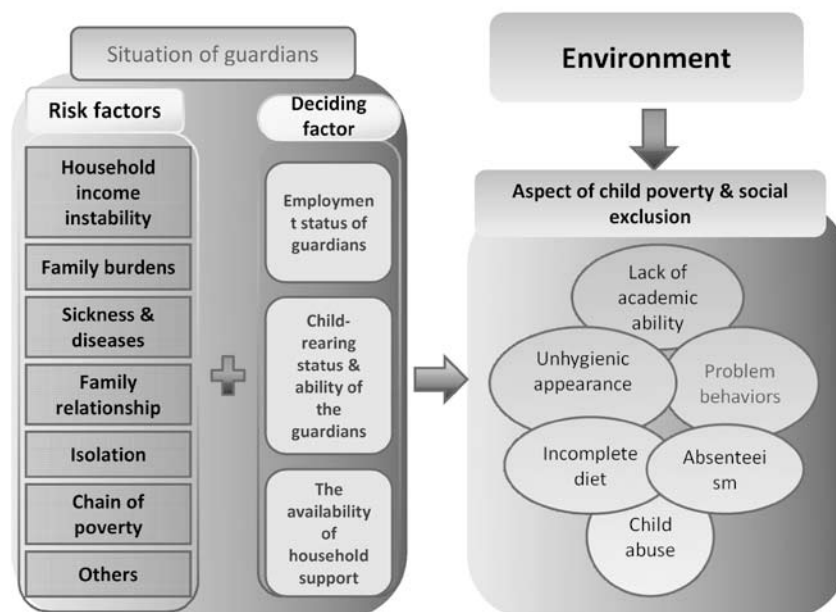 Situation of guardians
Risk factors
Household
income
instability
Family burdens
Sickness &
diseases
Family
relationship
Isolation
Chain of
poverty
Others
Deciding
factor
Employmen
t status of
guardians
Child-
rearing
status &
ability of
the
guardians
The
availability
of
household
support
Environment
Aspect of child poverty & social
exclusion
Lack of
academic
ability
Unhygienic
appearance
Problem
behaviors
Incomplete
diet
Absenteei
sm
Child
abuse